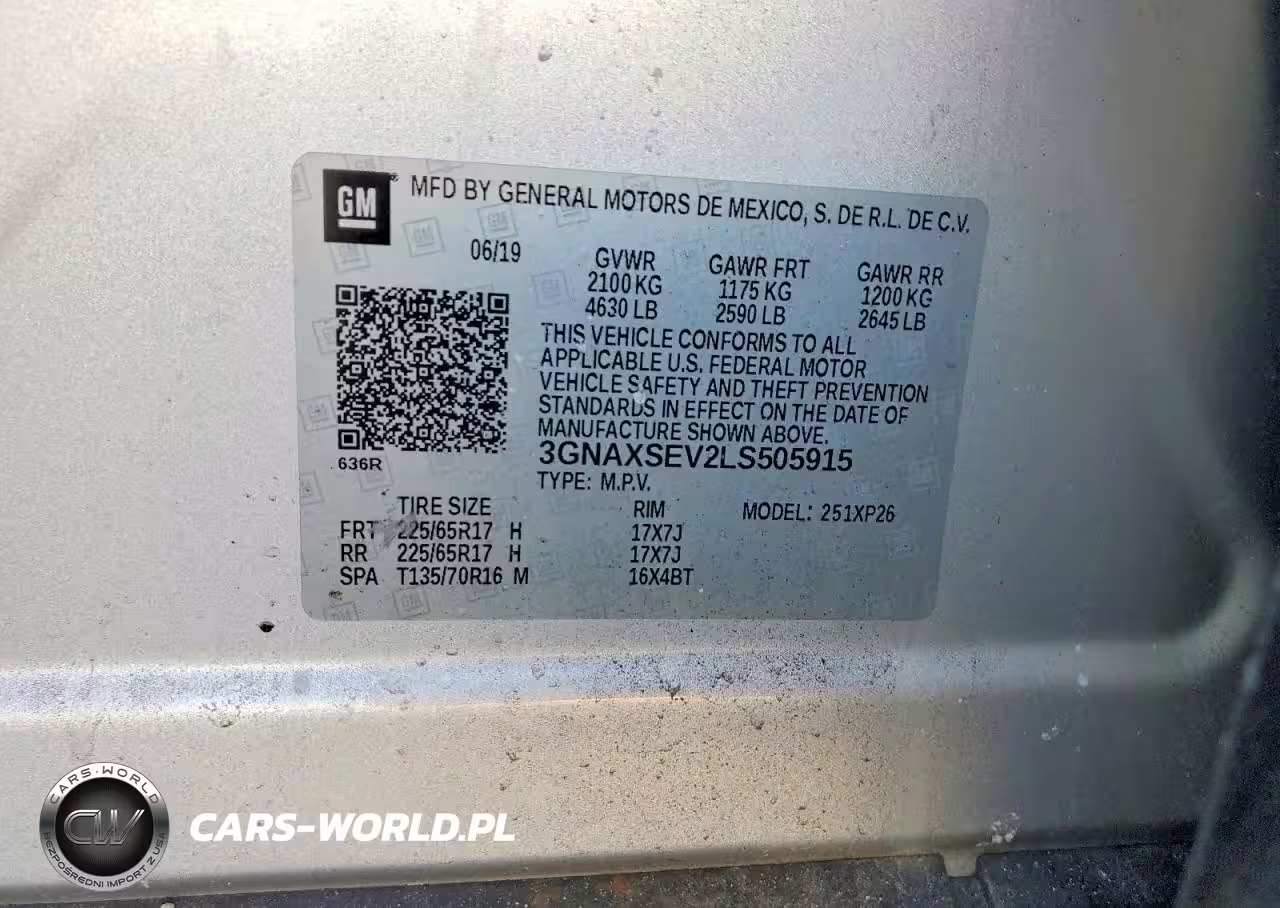 GM
MFD BY GENERAL MOTORS DE MEXICO, S. DE R.L. DE C.V.
06/19
GVWR GAWR FRT GAWR RR
2100 KG 1175 KG 1200 KG
4630 LB 2590 LB 2645 LB
THIS VEHICLE CONFORMS TO ALL
APPLICABLE U.S. FEDERAL MOTOR
VEHICLE SAFETY AND THEFT PREVENTION
STANDARDS IN EFFECT ON THE DATE OF
MANUFACTURE SHOWN ABOVE.
636R
3GNAXSEV2LS505915
TYPE: M.P.V.
TIRE SIZE RIM MODEL: 251XP26
FRT 225/65R17 H 17X7J
RR 225/65R17 H 17X7J
SPA T135/70R16 M 16X4BT
CARS-WORLD
CW
BEZPOŚREDNI IMPORT Z USA
CARS-WORLD.PL